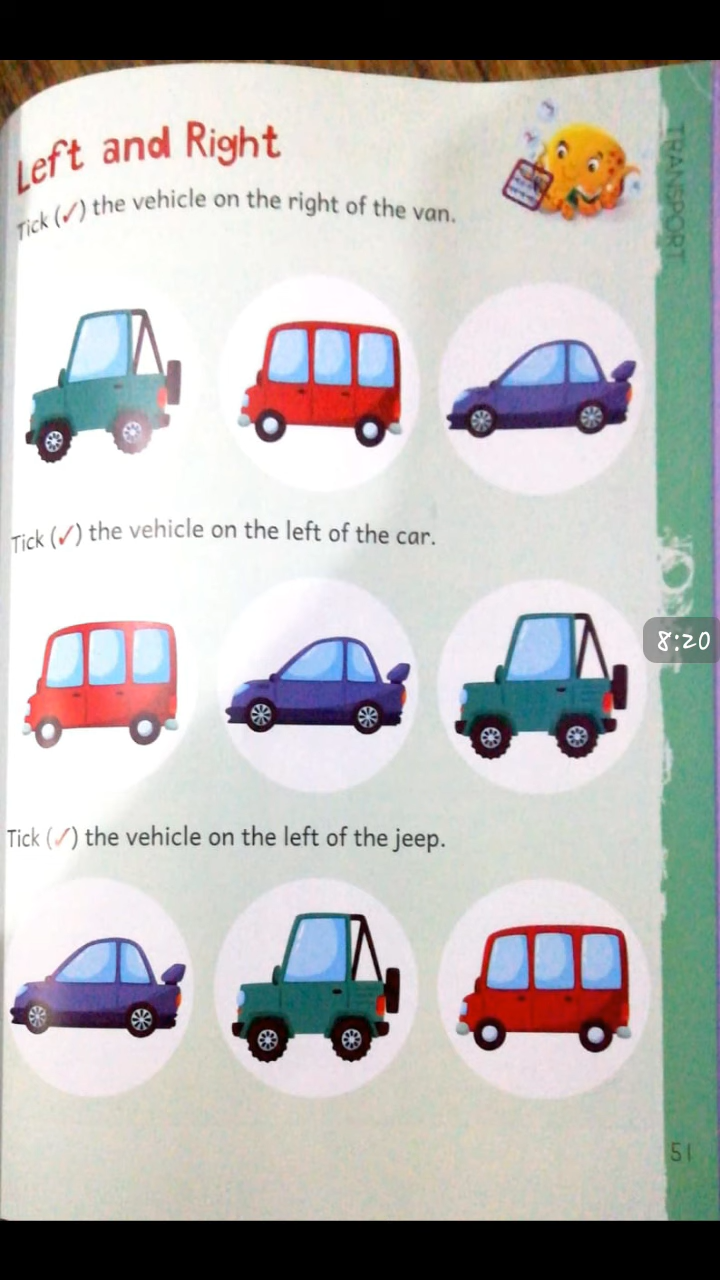 Left and Right
TRANSPORT
Tick (✓) the vehicle on the right of the van.
Tick (✓) the vehicle on the left of the car.
8:20
Tick (✓) the vehicle on the left of the jeep.
51